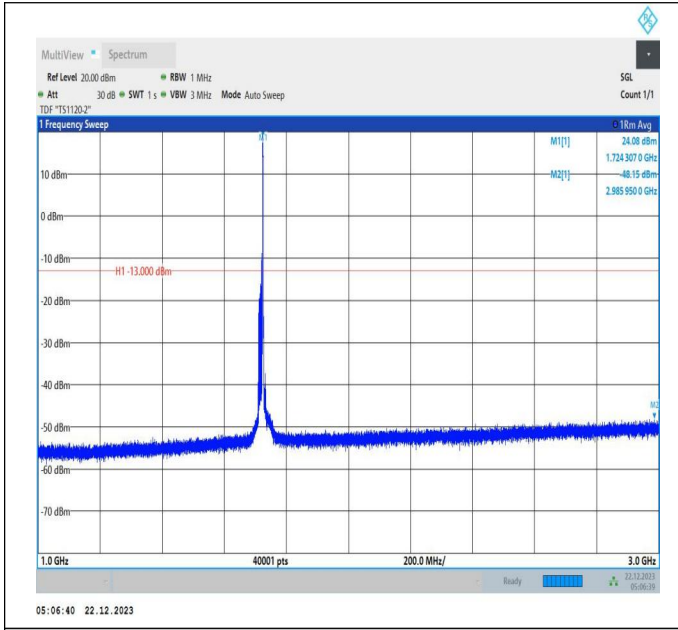 R&S
MultiView Spectrum
Ref Level 20.00 dBm RBW 1 MHz SGL
Att 30 dB SWT 1 s VBW 3 MHz Mode Auto Sweep Count 1/1
TDF "TS1120-2"
1 Frequency Sweep 1Rm Avg
M1 M1[1] 24.08 dBm
1.724 307 0 GHz
10 dBm M2[1] -48.15 dBm
2.985 950 0 GHz
0 dBm
-10 dBm
H1 -13.000 dBm
-20 dBm
-30 dBm
-40 dBm
M2
-50 dBm
-60 dBm
-70 dBm
1.0 GHz 40001 pts 200.0 MHz/ 3.0 GHz
Ready 22.12.2023
05:06:39
05:06:40 22.12.2023